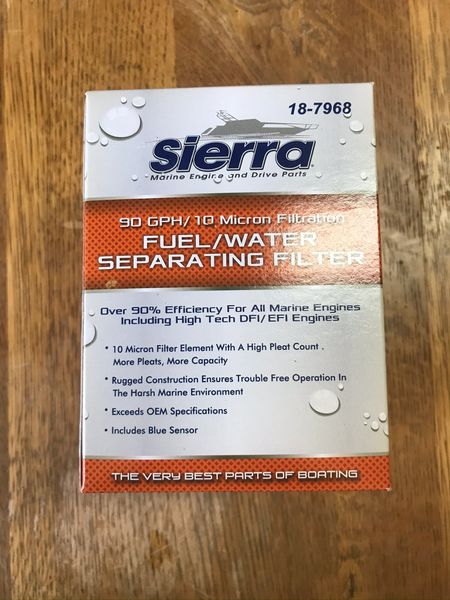 18-7968
Sierra
Marine Engine and Drive Parts
90 GPH/10 Micron Filtration
FUEL/WATER
SEPARATING FILTER
Over 90% Efficiency For All Marine Engines
Including High Tech DFI/EFI Engines
• 10 Micron Filter Element With A High Pleat Count.
More Pleats, More Capacity
• Rugged Construction Ensures Trouble Free Operation In
The Harsh Marine Environment
• Exceeds OEM Specifications
• Includes Blue Sensor
THE VERY BEST PARTS OF BOATING